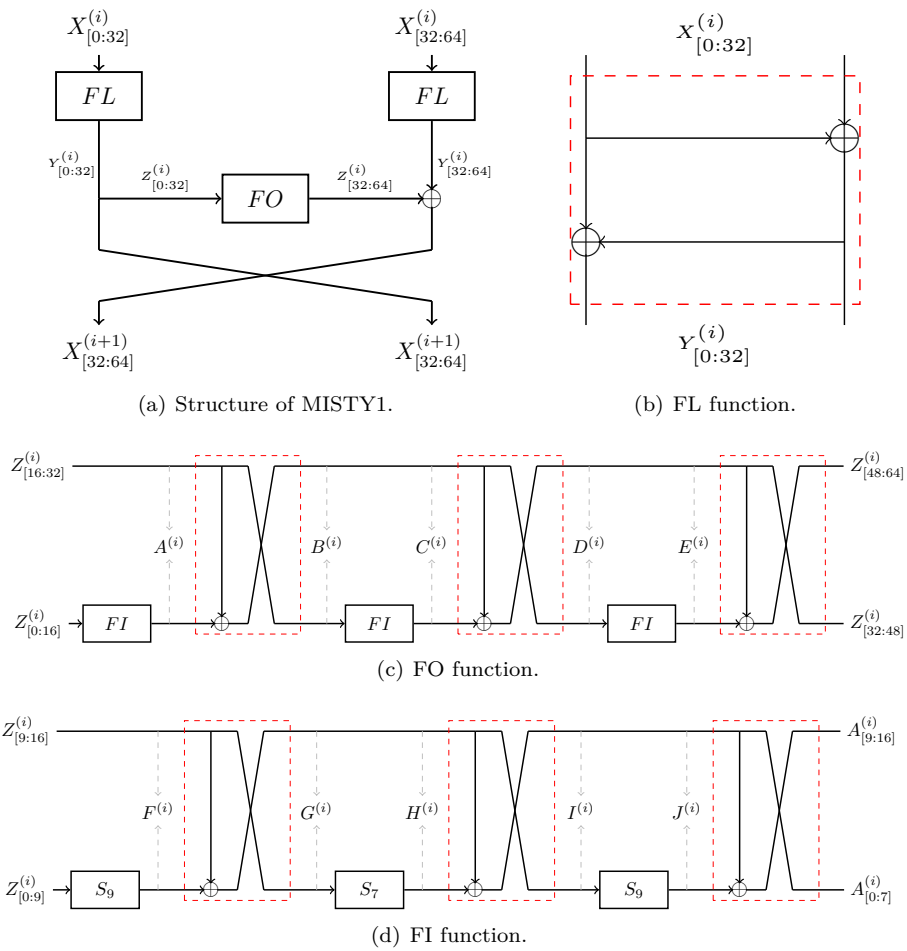 X^{(i)}_{[0:32]} X^{(i)}_{[32:64]}
FL FL
Y^{(i)}_{[0:32]} Z^{(i)}_{[0:32]} FO Z^{(i)}_{[32:64]} Y^{(i)}_{[32:64]}
X^{(i+1)}_{[32:64]} X^{(i+1)}_{[32:64]}
(a) Structure of MISTY1.
X^{(i)}_{[0:32]}
Y^{(i)}_{[0:32]}
(b) FL function.
Z^{(i)}_{[16:32]} Z^{(i)}_{[48:64]}
A^{(i)} B^{(i)} C^{(i)} D^{(i)} E^{(i)}
Z^{(i)}_{[0:16]} FI FI FI Z^{(i)}_{[32:48]}
(c) FO function.
Z^{(i)}_{[9:16]} A^{(i)}_{[9:16]}
F^{(i)} G^{(i)} H^{(i)} I^{(i)} J^{(i)}
Z^{(i)}_{[0:9]} S_9 S_7 S_9 A^{(i)}_{[0:7]}
(d) FI function.